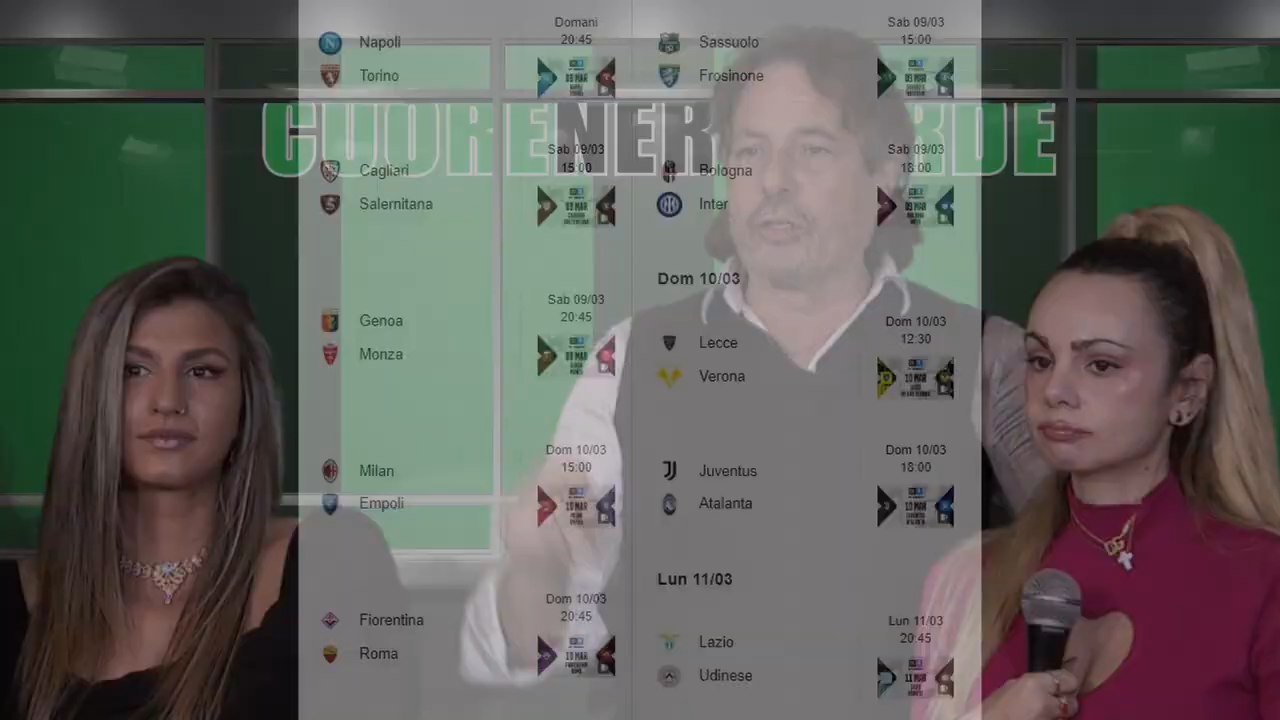 CUORENER RDE
Domani
20:45
Napoli
Torino
Sab 09/03
15:00
Cagliari
Salernitana
Sab 09/03
20:45
Genoa
Monza
Dom 10/03
15:00
Milan
Empoli
Dom 10/03
20:45
Fiorentina
Roma
Sab 09/03
15:00
Sassuolo
Frosinone
Sab 09/03
18:00
Bologna
Inter
Dom 10/03
Dom 10/03
12:30
Lecce
Verona
Dom 10/03
18:00
Juventus
Atalanta
Lun 11/03
Lun 11/03
20:45
Lazio
Udinese